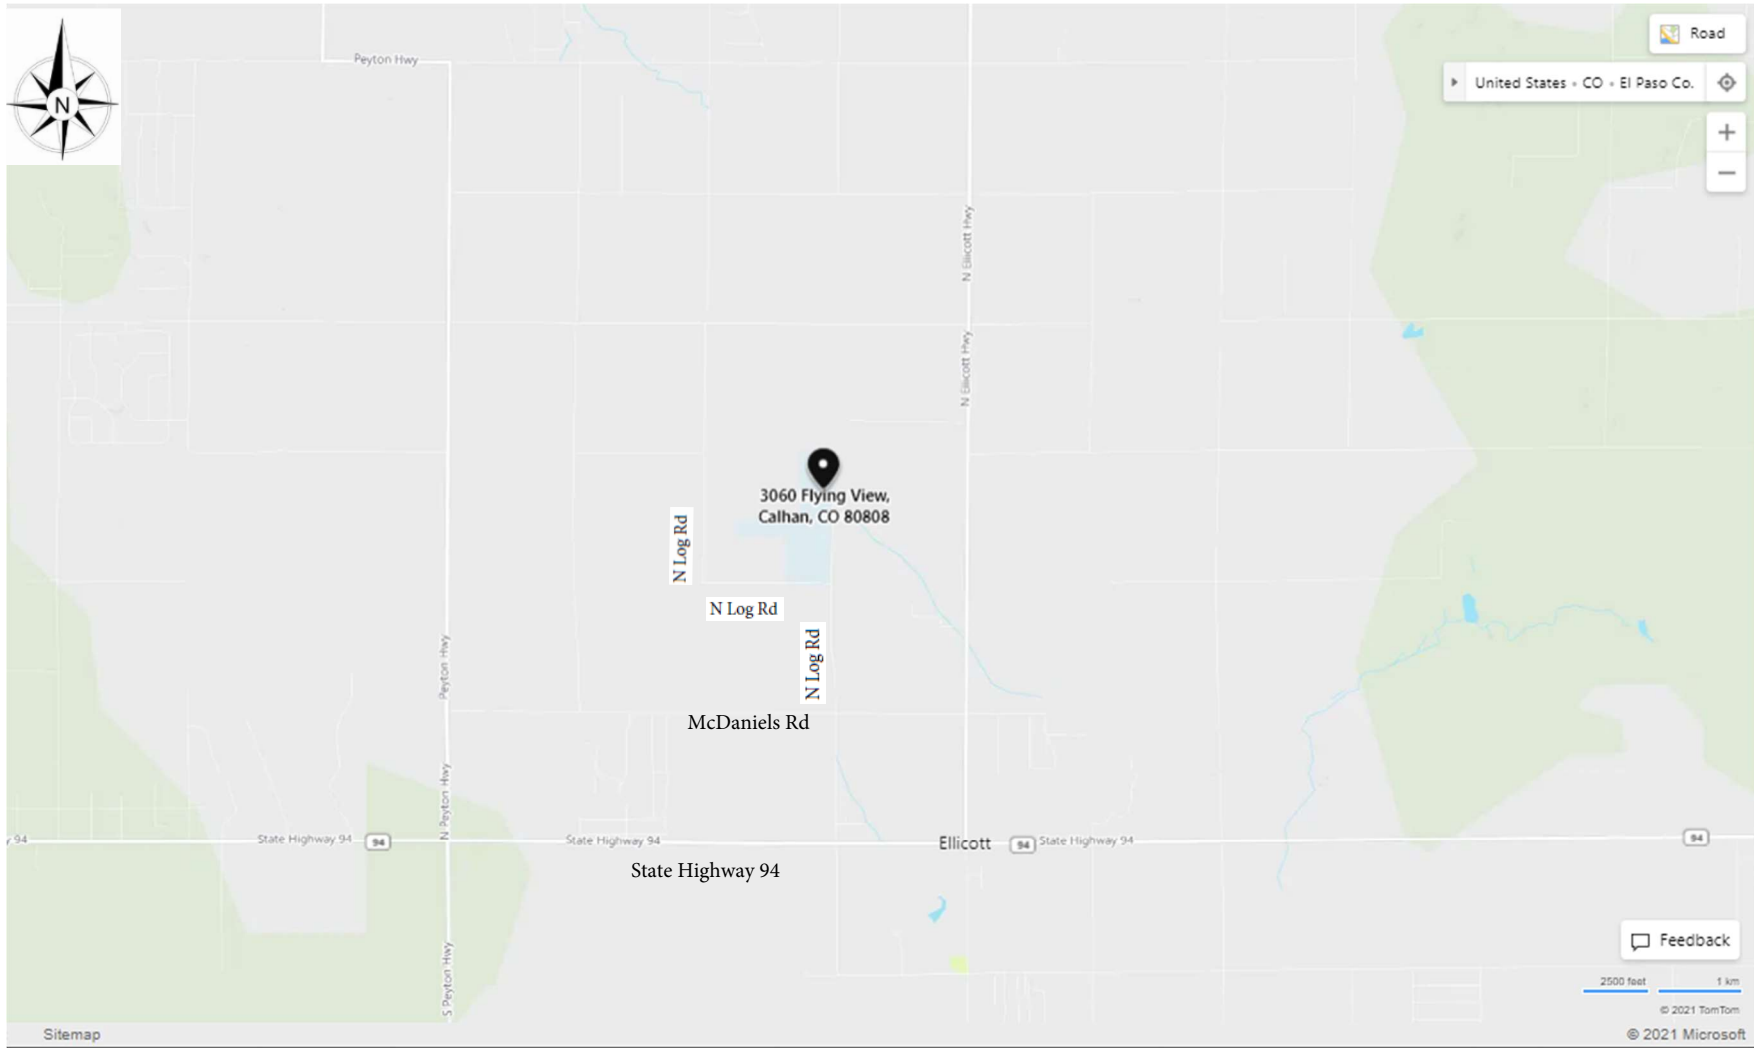 N
Road
United States • CO • El Paso Co.
Peyton Hwy
N Ellicott Hwy
N Ellicott Hwy
3060 Flying View,
Calhan, CO 80808
N Log Rd
N Log Rd
N Log Rd
Peyton Hwy
McDaniels Rd
N Peyton Hwy
94
State Highway 94
94
State Highway 94
Ellicott
94
State Highway 94
94
State Highway 94
S Peyton Hwy
Feedback
2500 feet
1 km
© 2021 TomTom
Sitemap
© 2021 Microsoft